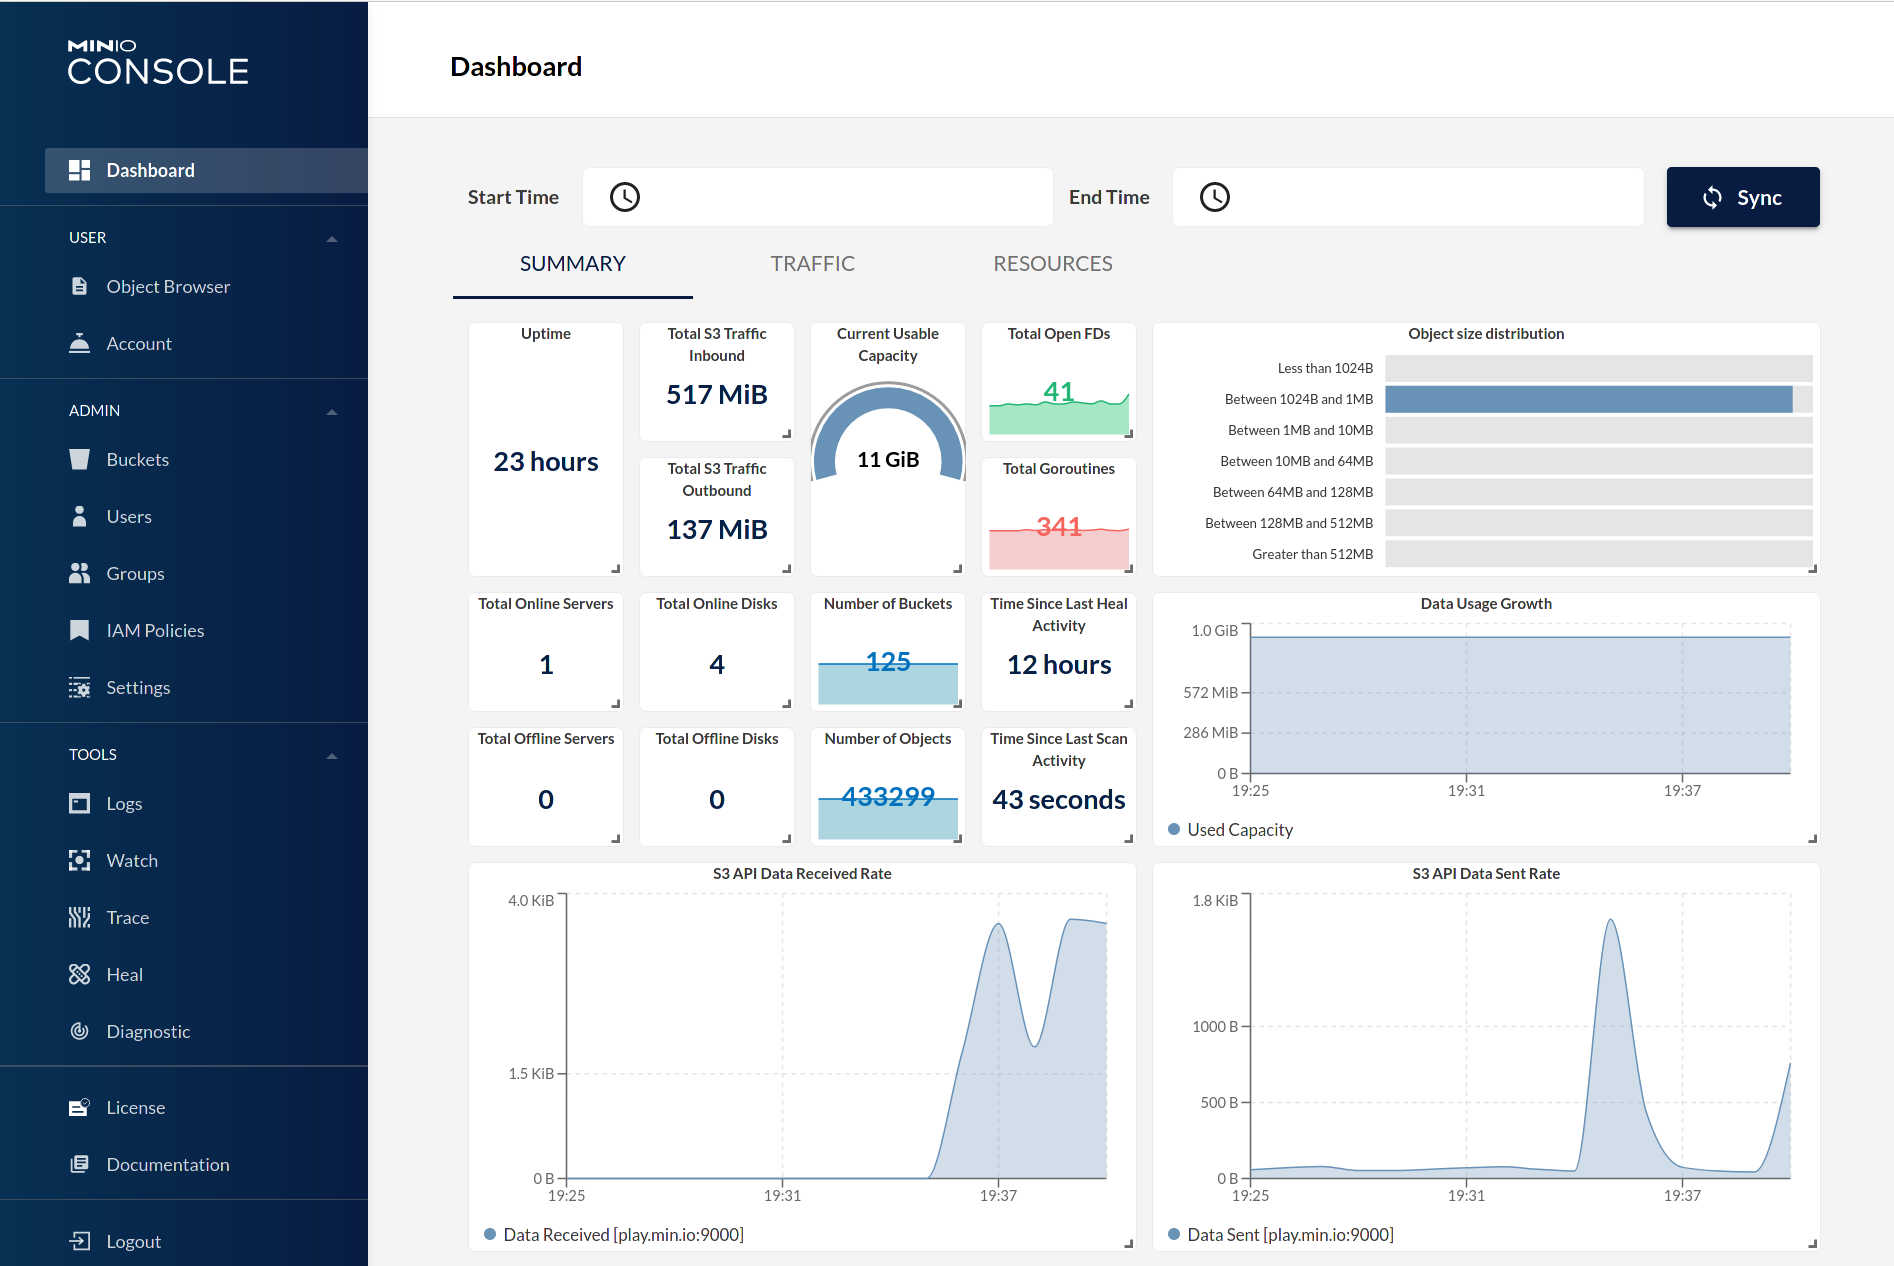 MINIO
CONSOLE
Dashboard
USER
Object Browser
Account
ADMIN
Buckets
Users
Groups
IAM Policies
Settings
TOOLS
Logs
Watch
Trace
Heal
Diagnostic
License
Documentation
Logout
Dashboard
Start Time
End Time
Sync
SUMMARY
TRAFFIC
RESOURCES
Uptime
23 hours
Total S3 Traffic
Inbound
517 MiB
Total S3 Traffic
Outbound
137 MiB
Current Usable
Capacity
11 GiB
Total Open FDs
41
Total Goroutines
341
Object size distribution
Less than 1024B
Between 1024B and 1MB
Between 1MB and 10MB
Between 10MB and 64MB
Between 64MB and 128MB
Between 128MB and 512MB
Greater than 512MB
Total Online Servers
1
Total Online Disks
4
Number of Buckets
125
Time Since Last Heal
Activity
12 hours
Total Offline Servers
0
Total Offline Disks
0
Number of Objects
433299
Time Since Last Scan
Activity
43 seconds
Data Usage Growth
1.0 GiB
572 MiB
286 MiB
0 B
19:25
19:31
19:37
Used Capacity
S3 API Data Received Rate
4.0 KiB
1.5 KiB
0 B
19:25
19:31
19:37
Data Received [play.min.io:9000]
S3 API Data Sent Rate
1.8 KiB
1000 B
500 B
0 B
19:25
19:31
19:37
Data Sent [play.min.io:9000]